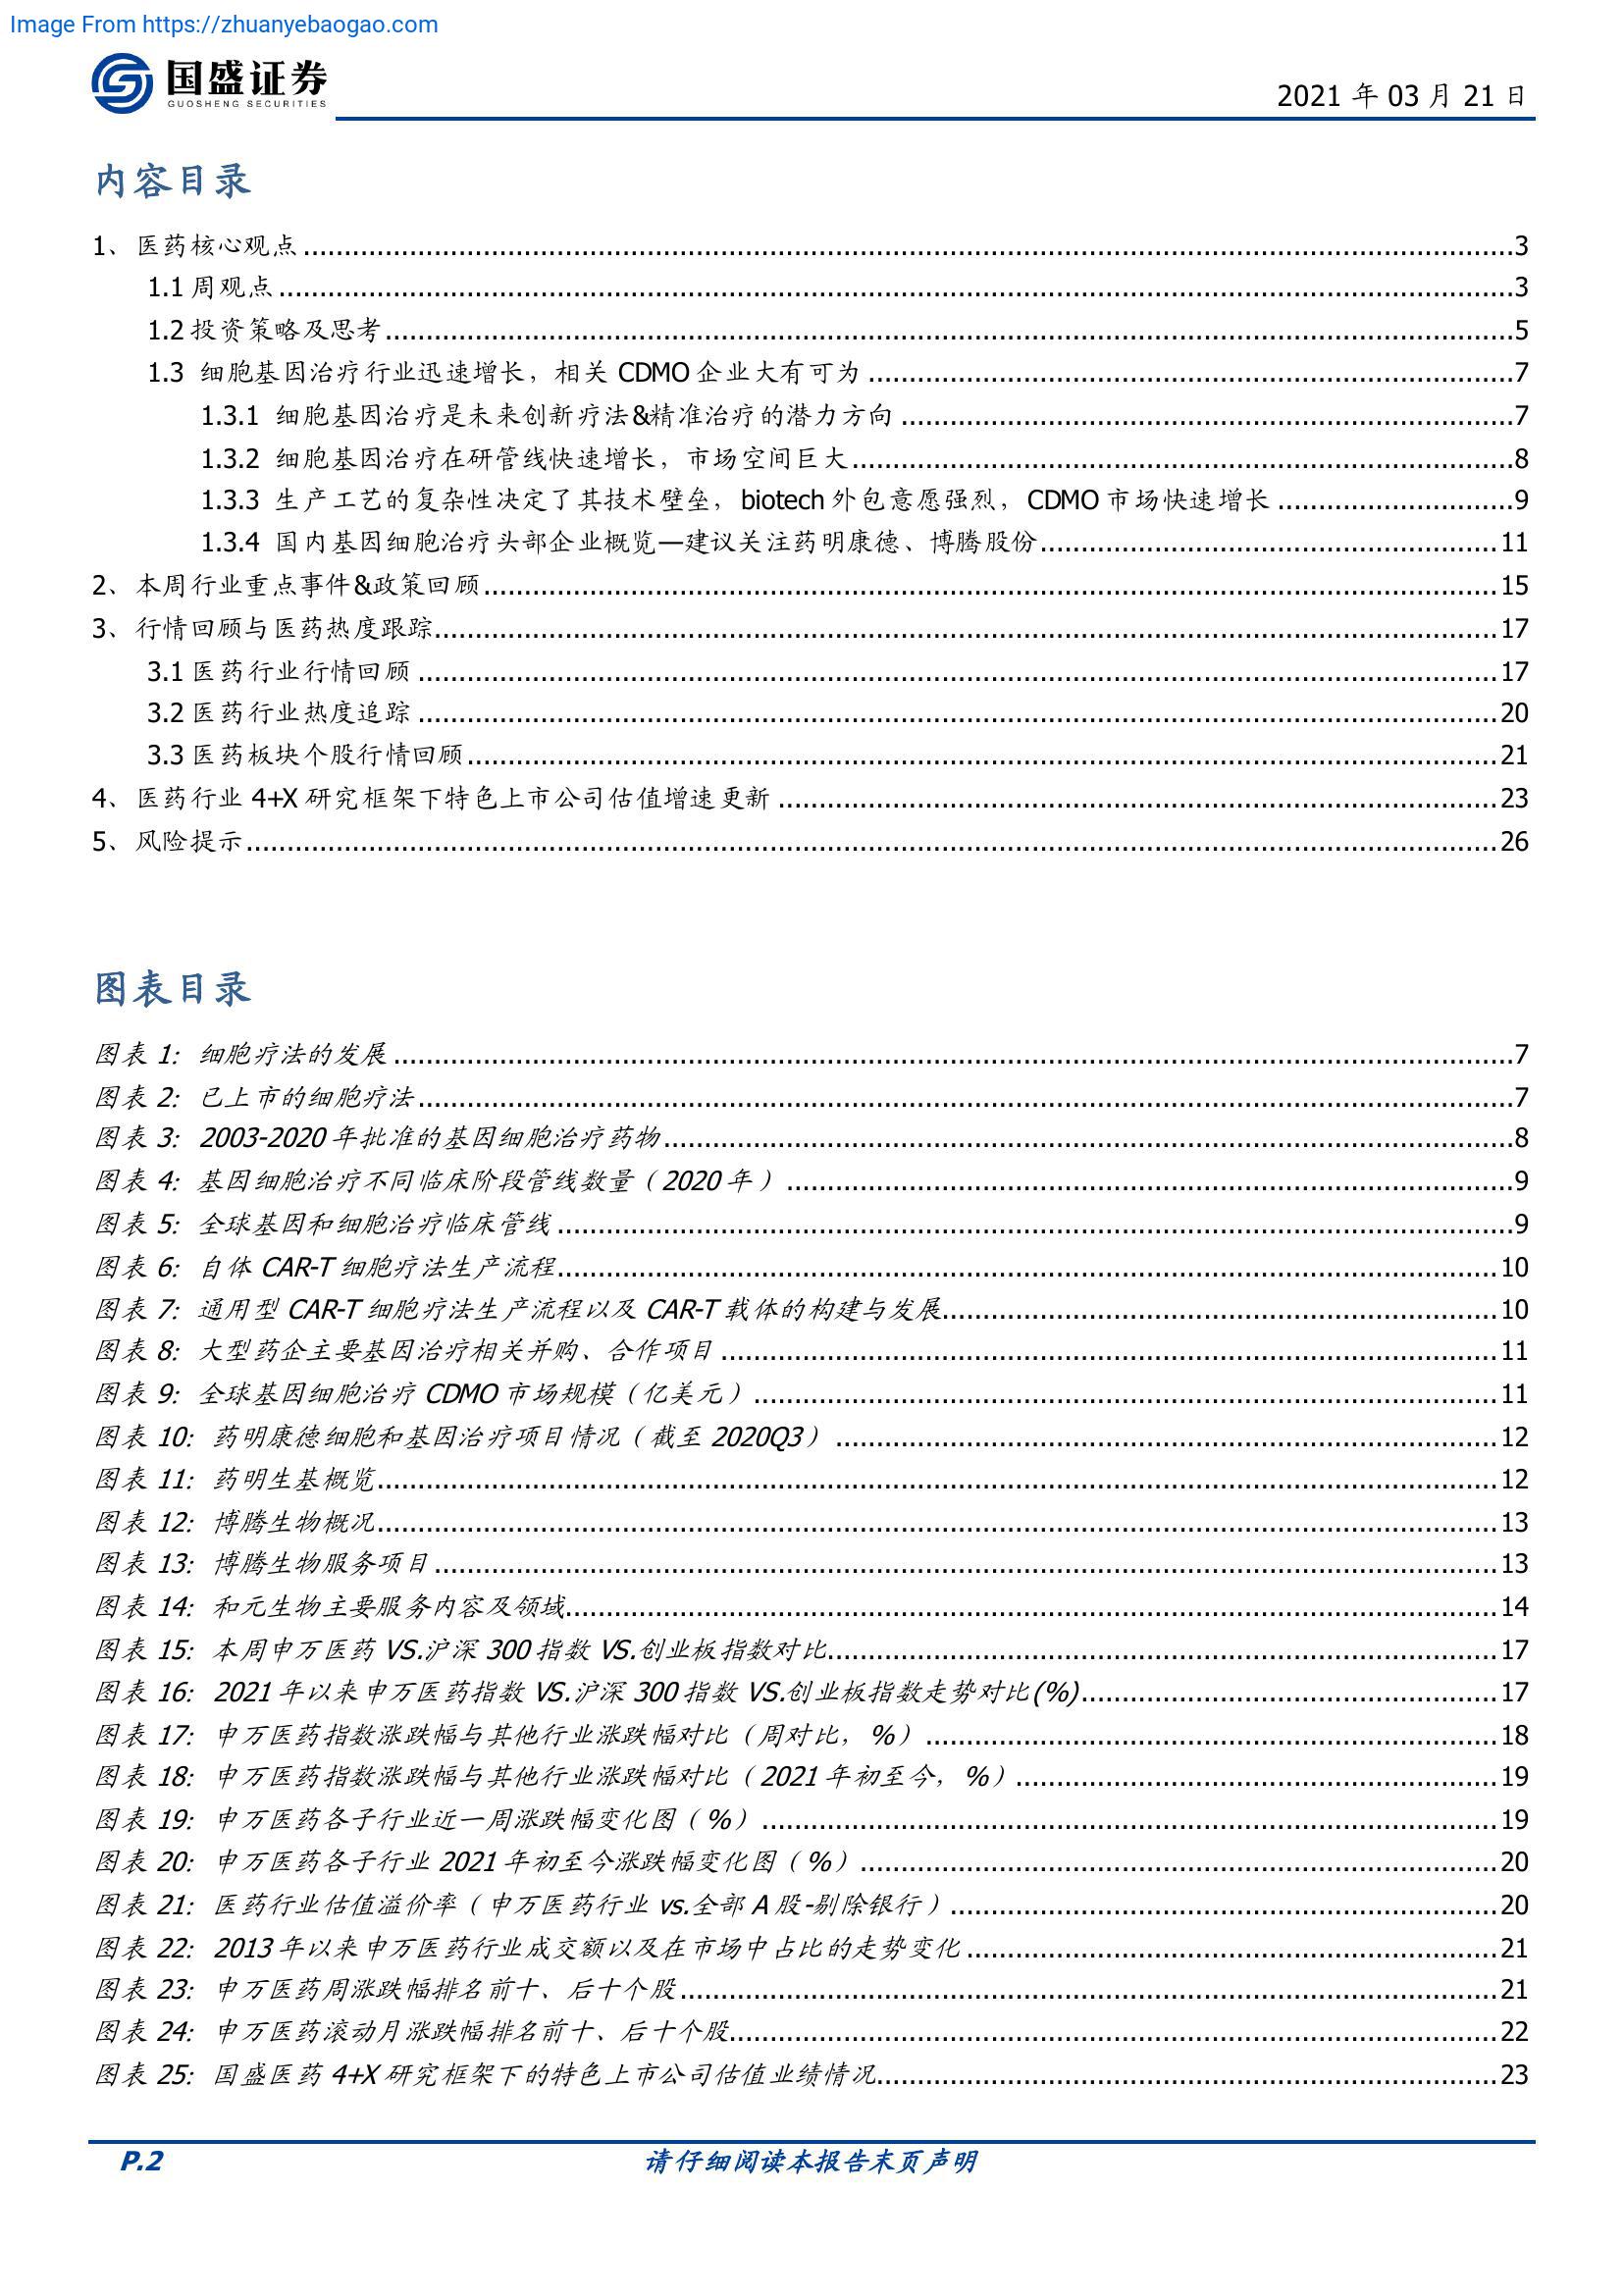 Image From https://zhuanyebaogao.com
国盛证券
GUOSHENG SECURITIES
2021 年 03 月 21 日
内容目录
1、医药核心观点 ........ 3
1.1 周观点 ........ 3
1.2 投资策略及思考 ........ 5
1.3 细胞基因治疗行业迅速增长，相关 CDMO 企业大有可为 ........ 7
1.3.1 细胞基因治疗是未来创新疗法&精准治疗的潜力方向 ........ 7
1.3.2 细胞基因治疗在研管线快速增长，市场空间巨大 ........ 8
1.3.3 生产工艺的复杂性决定了其技术壁垒，biotech 外包意愿强烈，CDMO 市场快速增长 ........ 9
1.3.4 国内基因细胞治疗头部企业概览—建议关注药明康德、博腾股份 ........ 11
2、本周行业重点事件&政策回顾 ........ 15
3、行情回顾与医药热度跟踪 ........ 17
3.1 医药行业行情回顾 ........ 17
3.2 医药行业热度追踪 ........ 20
3.3 医药板块个股行情回顾 ........ 21
4、医药行业 4+X 研究框架下特色上市公司估值增速更新 ........ 23
5、风险提示 ........ 26
图表目录
图表 1: 细胞疗法的发展 ........ 7
图表 2: 已上市的细胞疗法 ........ 7
图表 3: 2003-2020 年批准的基因细胞治疗药物 ........ 8
图表 4: 基因细胞治疗不同临床阶段管线数量（2020 年） ........ 9
图表 5: 全球基因和细胞治疗临床管线 ........ 9
图表 6: 自体 CAR-T 细胞疗法生产流程 ........ 10
图表 7: 通用型 CAR-T 细胞疗法生产流程以及 CAR-T 载体的构建与发展 ........ 10
图表 8: 大型药企主要基因治疗相关并购、合作项目 ........ 11
图表 9: 全球基因细胞治疗 CDMO 市场规模（亿美元） ........ 11
图表 10: 药明康德细胞和基因治疗项目情况（截至 2020Q3） ........ 12
图表 11: 药明生基概览 ........ 12
图表 12: 博腾生物概况 ........ 13
图表 13: 博腾生物服务项目 ........ 13
图表 14: 和元生物主要服务内容及领域 ........ 14
图表 15: 本周申万医药 VS.沪深 300 指数 VS.创业板指数对比 ........ 17
图表 16: 2021 年以来申万医药指数 VS.沪深 300 指数 VS.创业板指数走势对比(%) ........ 17
图表 17: 申万医药指数涨跌幅与其他行业涨跌幅对比（周对比，%） ........ 18
图表 18: 申万医药指数涨跌幅与其他行业涨跌幅对比（2021 年初至今，%） ........ 19
图表 19: 申万医药各子行业近一周涨跌幅变化图（%） ........ 19
图表 20: 申万医药各子行业 2021 年初至今涨跌幅变化图（%） ........ 20
图表 21: 医药行业估值溢价率（申万医药行业 vs.全部 A 股-剔除银行） ........ 20
图表 22: 2013 年以来申万医药行业成交额以及在市场中占比的走势变化 ........ 21
图表 23: 申万医药周涨跌幅排名前十、后十个股 ........ 21
图表 24: 申万医药滚动月涨跌幅排名前十、后十个股 ........ 22
图表 25: 国盛医药 4+X 研究框架下的特色上市公司估值业绩情况 ........ 23
P.2
请仔细阅读本报告末页声明